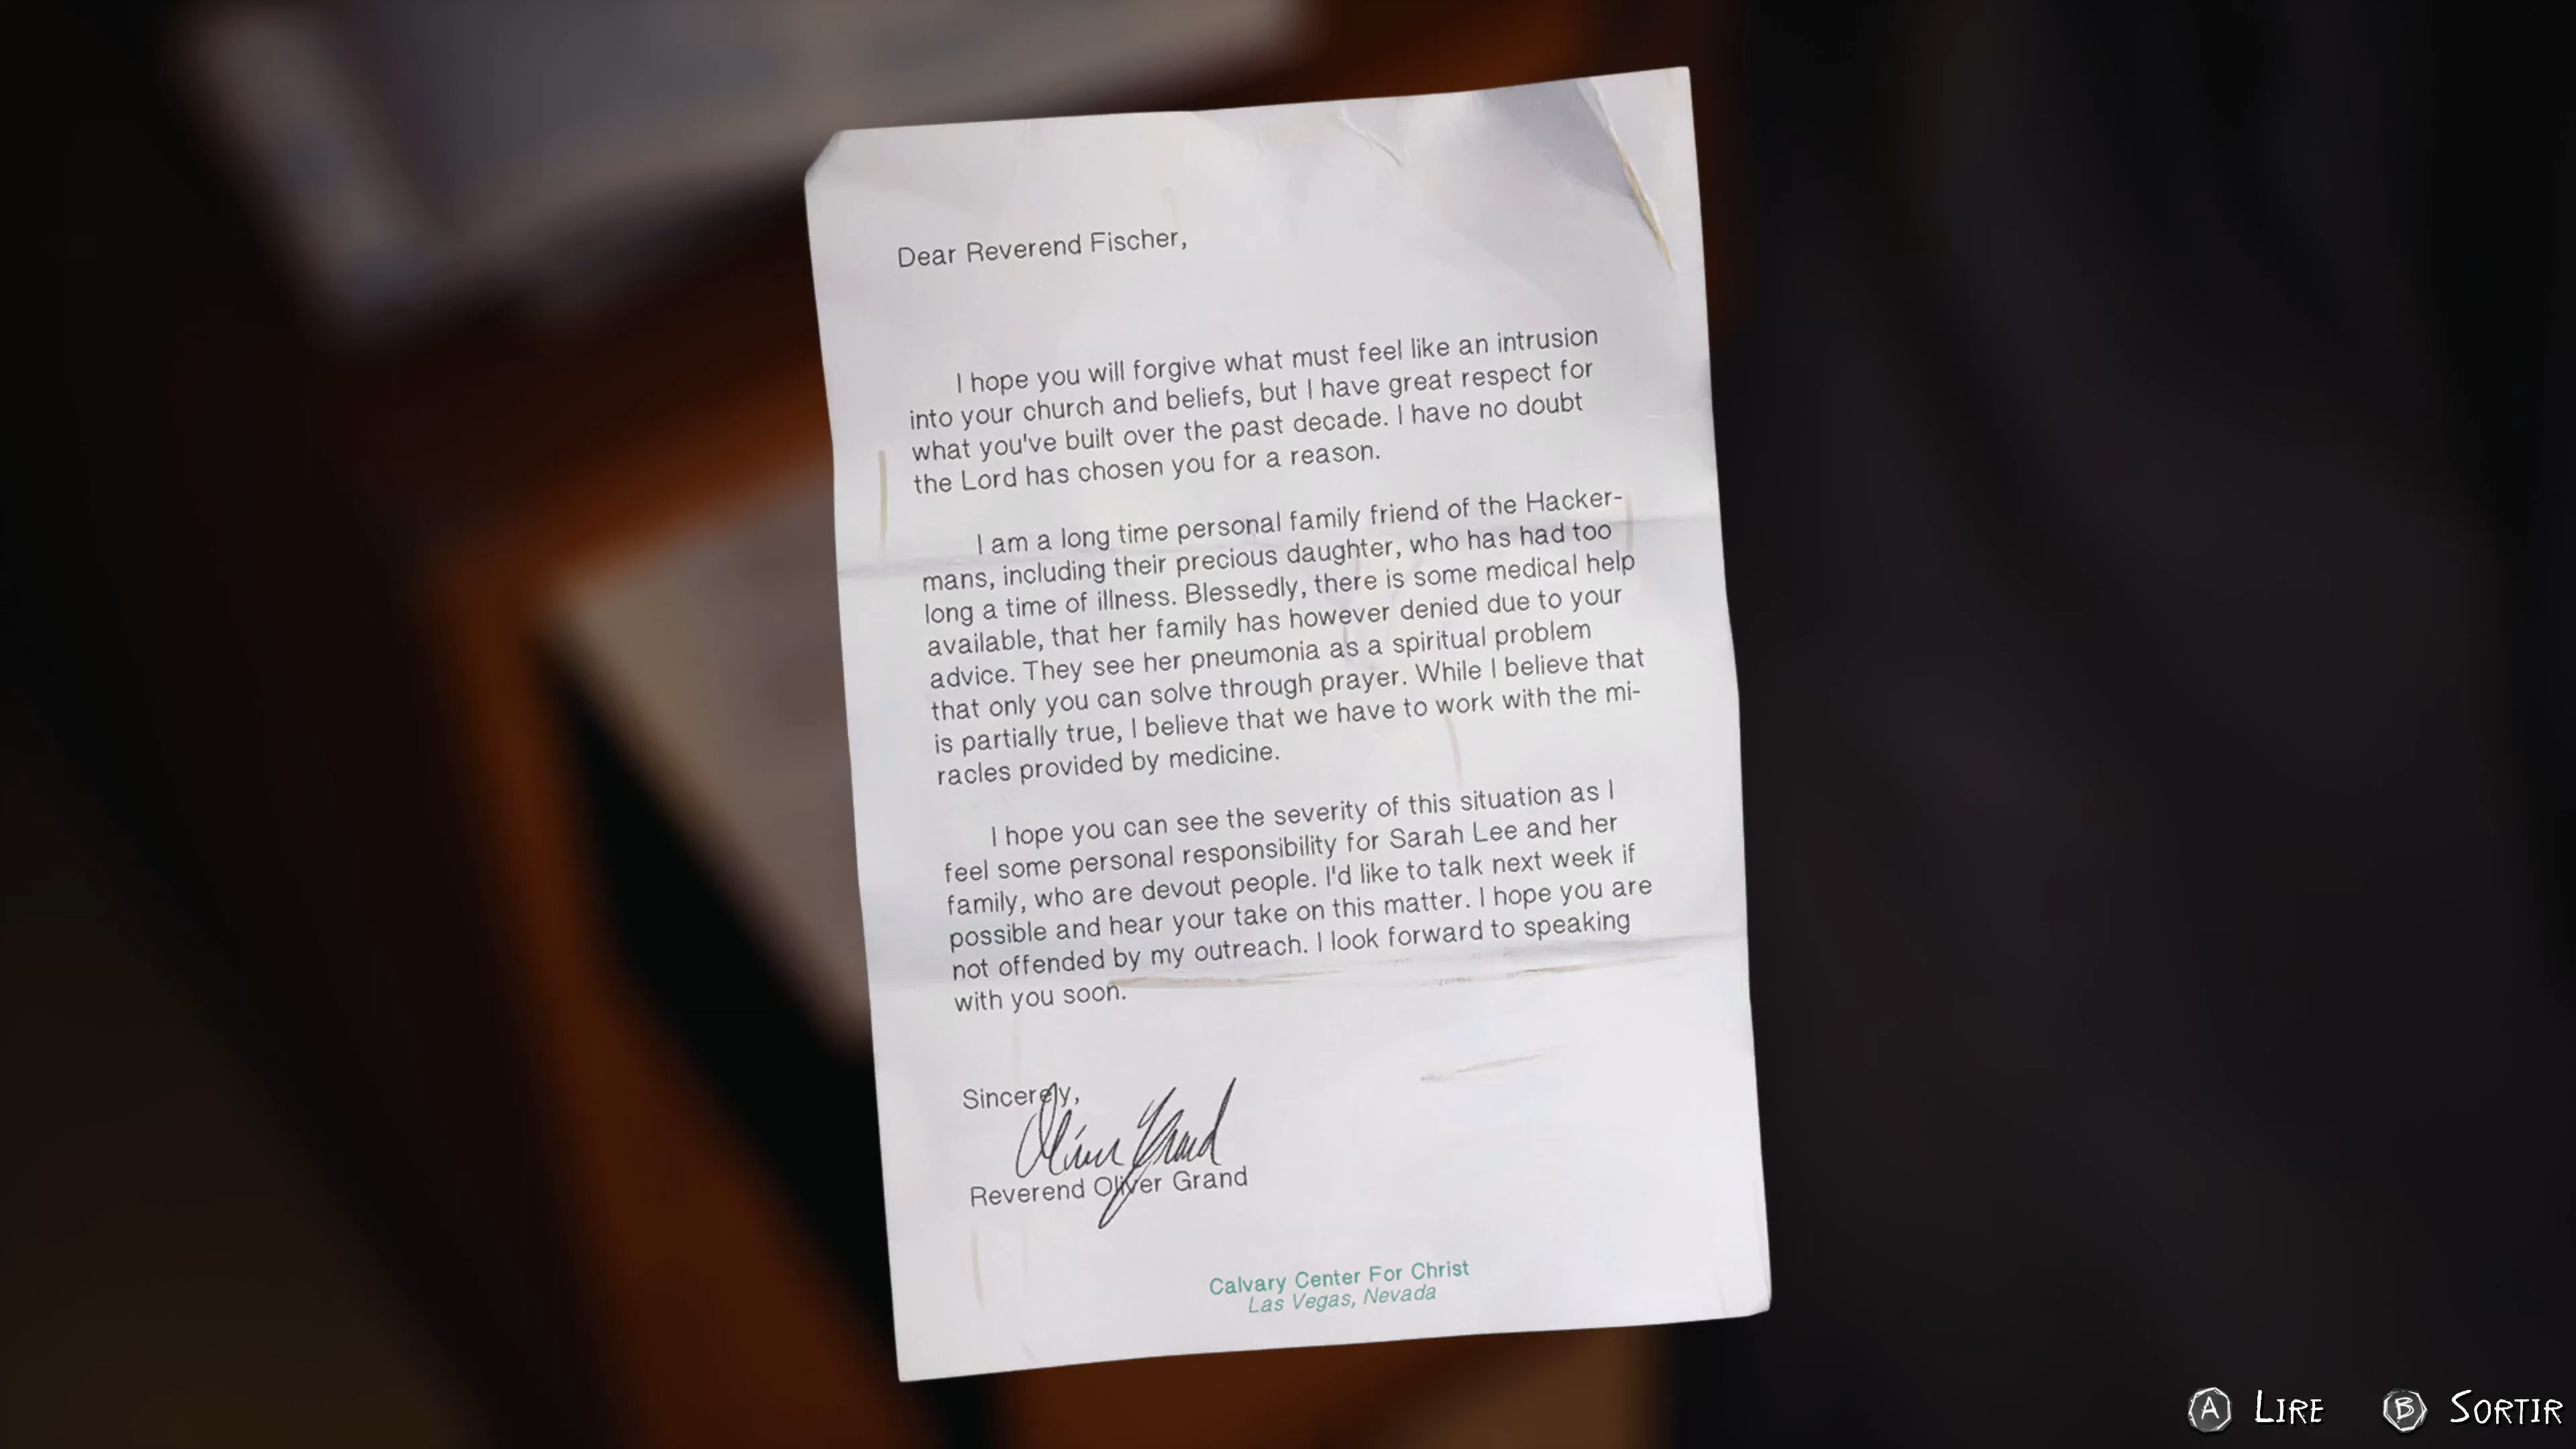 Dear Reverend Fischer,
I hope you will forgive what must feel like an intrusion
into your church and beliefs, but I have great respect for
what you've built over the past decade. I have no doubt
the Lord has chosen you for a reason.
I am a long time personal family friend of the Hacker-
mans, including their precious daughter, who has had too
long a time of illness. Blessedly, there is some medical help
available, that her family has however denied due to your
advice. They see her pneumonia as a spiritual problem
that only you can solve through prayer. While I believe that
is partially true, I believe that we have to work with the mi-
racles provided by medicine.
I hope you can see the severity of this situation as I
feel some personal responsibility for Sarah Lee and her
family, who are devout people. I'd like to talk next week if
possible and hear your take on this matter. I hope you are
not offended by my outreach. I look forward to speaking
with you soon.
Sincerely,
Oliver Grand
Reverend Oliver Grand
Calvary Center For Christ
Las Vegas, Nevada
A LIRE B SORTIR